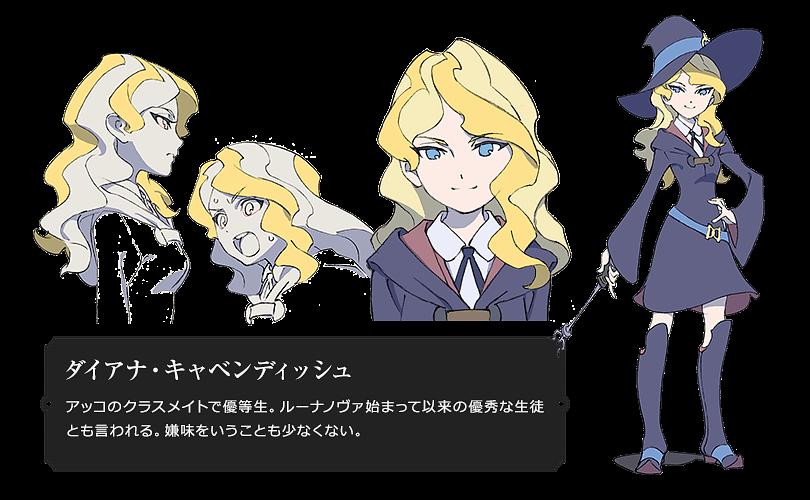 ダイアナ・キャベンディッシュ
アッコのクラスメイトで優等生。ルーナノヴァ始まって以来の優秀な生徒
とも言われる。嫌味をいうことも少なくない。